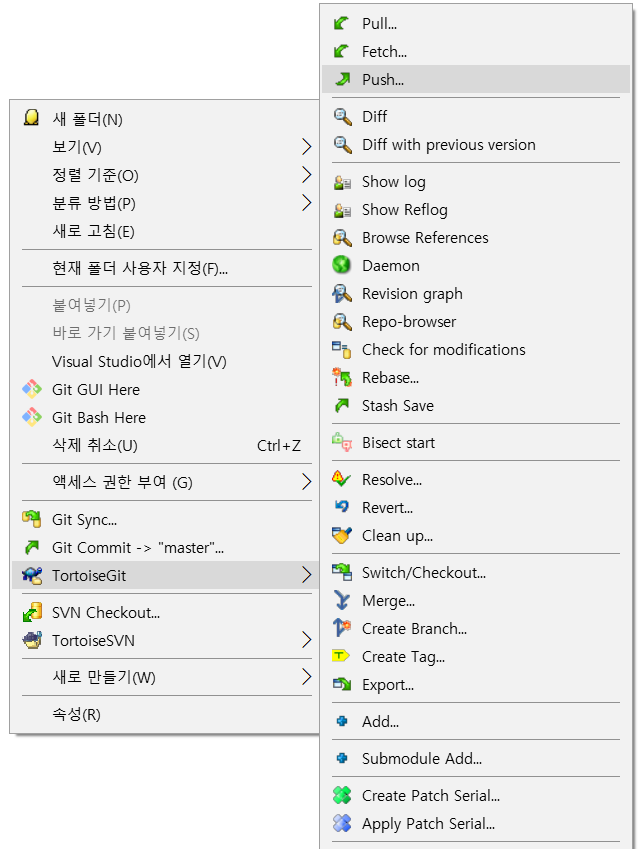 새 폴더(N)
보기(V)
정렬 기준(O)
분류 방법(P)
새로 고침(E)
현재 폴더 사용자 지정(F)...
붙여넣기(P)
바로 가기 붙여넣기(S)
Visual Studio에서 열기(V)
Git GUI Here
Git Bash Here
삭제 취소(U) Ctrl+Z
액세스 권한 부여 (G)
Git Sync...
Git Commit -> "master"...
TortoiseGit
SVN Checkout...
TortoiseSVN
새로 만들기(W)
속성(R)
Pull...
Fetch...
Push...
Diff
Diff with previous version
Show log
Show Reflog
Browse References
Daemon
Revision graph
Repo-browser
Check for modifications
Rebase...
Stash Save
Bisect start
Resolve...
Revert...
Clean up...
Switch/Checkout...
Merge...
Create Branch...
Create Tag...
Export...
Add...
Submodule Add...
Create Patch Serial...
Apply Patch Serial...